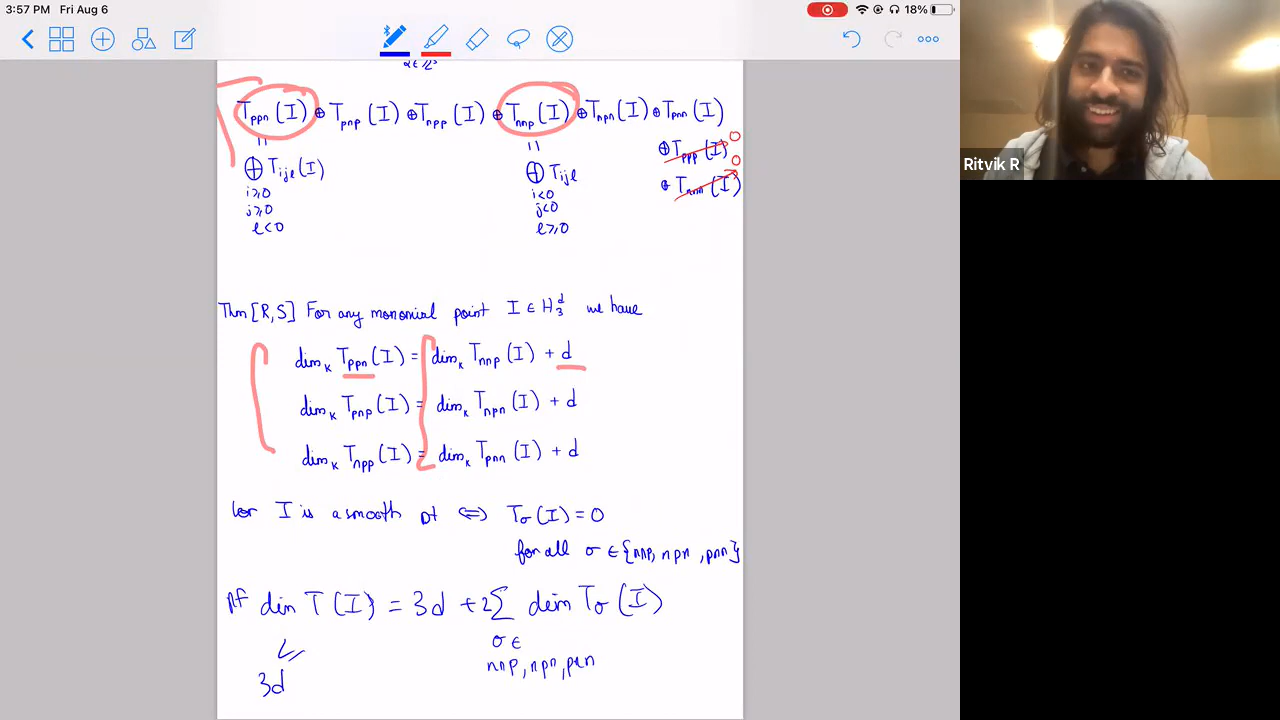 3:57 PM Fri Aug 6
18%
Ritvik R
T_ppn(I) ⊕ T_pnp(I) ⊕ T_npp(I) ⊕ T_nnp(I) ⊕ T_npn(I) ⊕ T_pnn(I)
⊕ T_ppp(I) 0
⊕ T_nnn(I) 0
= ⊕ T_ijl(I)
i≥0
j≥0
l<0
= ⊕ T_ijl
i<0
j<0
l≥0
Thm [R,S] For any monomial point I ∈ H_3^d we have
dim_k T_ppn(I) = dim_k T_nnp(I) + d
dim_k T_pnp(I) = dim_k T_npn(I) + d
dim_k T_npp(I) = dim_k T_pnn(I) + d
Cor I is a smooth pt ⇔ T_σ(I) = 0
for all σ ∈ {nnp, npn, pnn}
Pf dim T(I) = 3d + 2∑ dim T_σ(I)
σ ∈
nnp, npn, pnn
3d